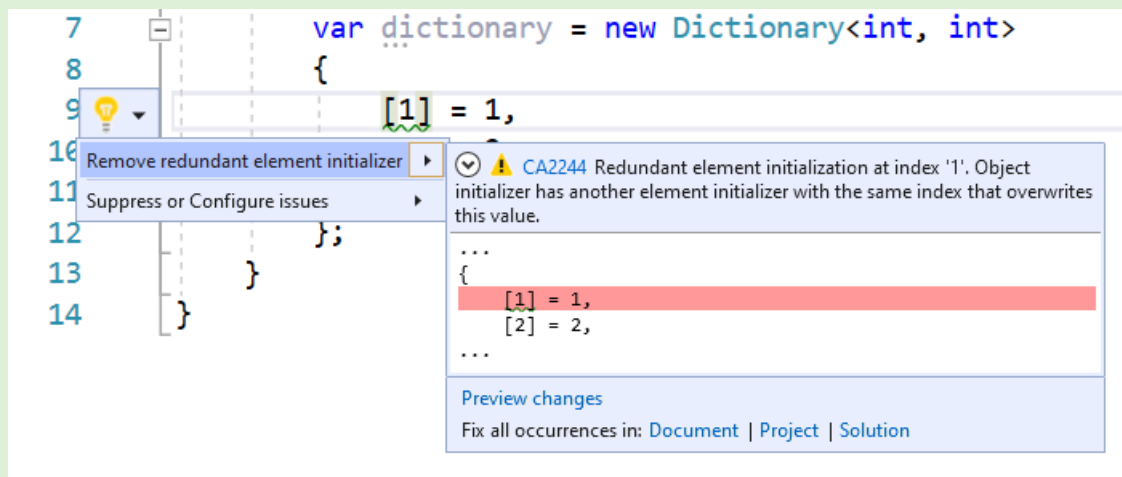 7 var dictionary = new Dictionary<int, int>
8 {
9 [1] = 1,
10
Remove redundant element initializer
11
Suppress or Configure issues
12 };
13 }
14 }
CA2244 Redundant element initialization at index '1'. Object
initializer has another element initializer with the same index that overwrites
this value.
...
{
[1] = 1,
[2] = 2,
...
Preview changes
Fix all occurrences in: Document | Project | Solution